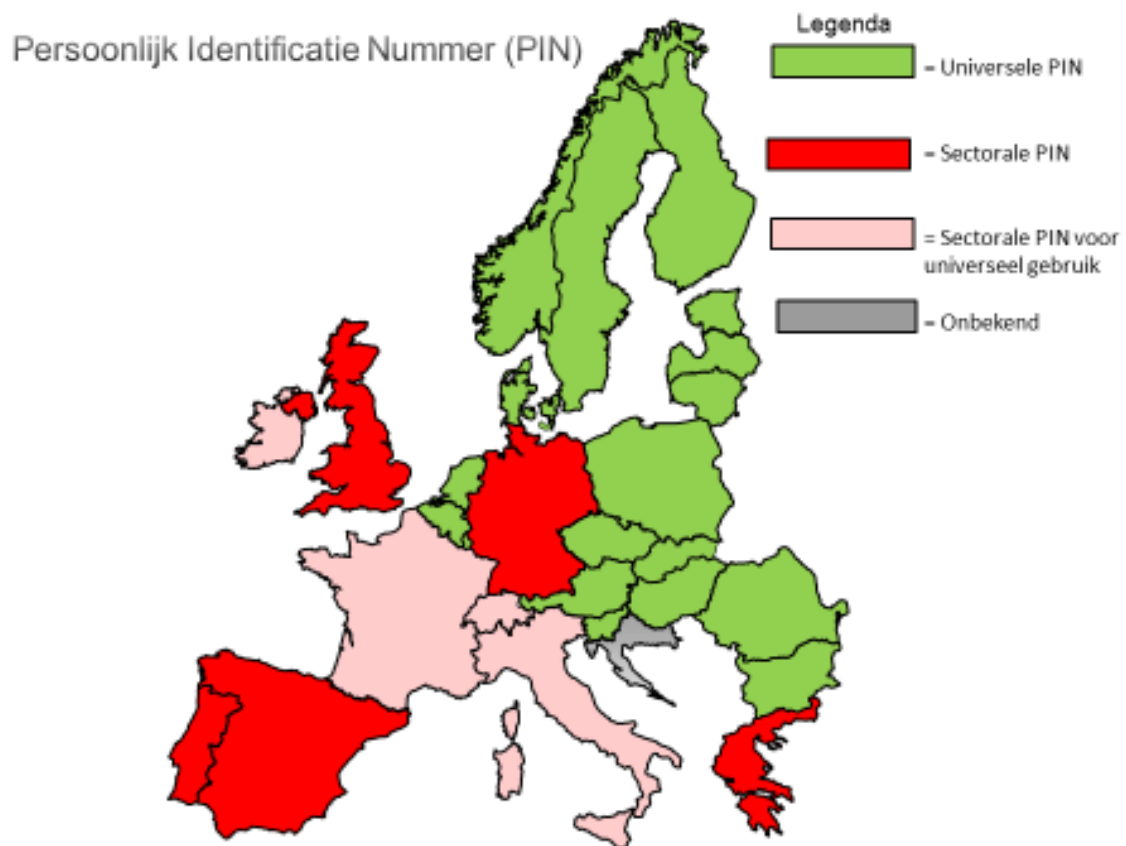 Persoonlijk Identificatie Nummer (PIN)
Legenda
= Universele PIN
= Sectorale PIN
= Sectorale PIN voor
universeel gebruik
= Onbekend